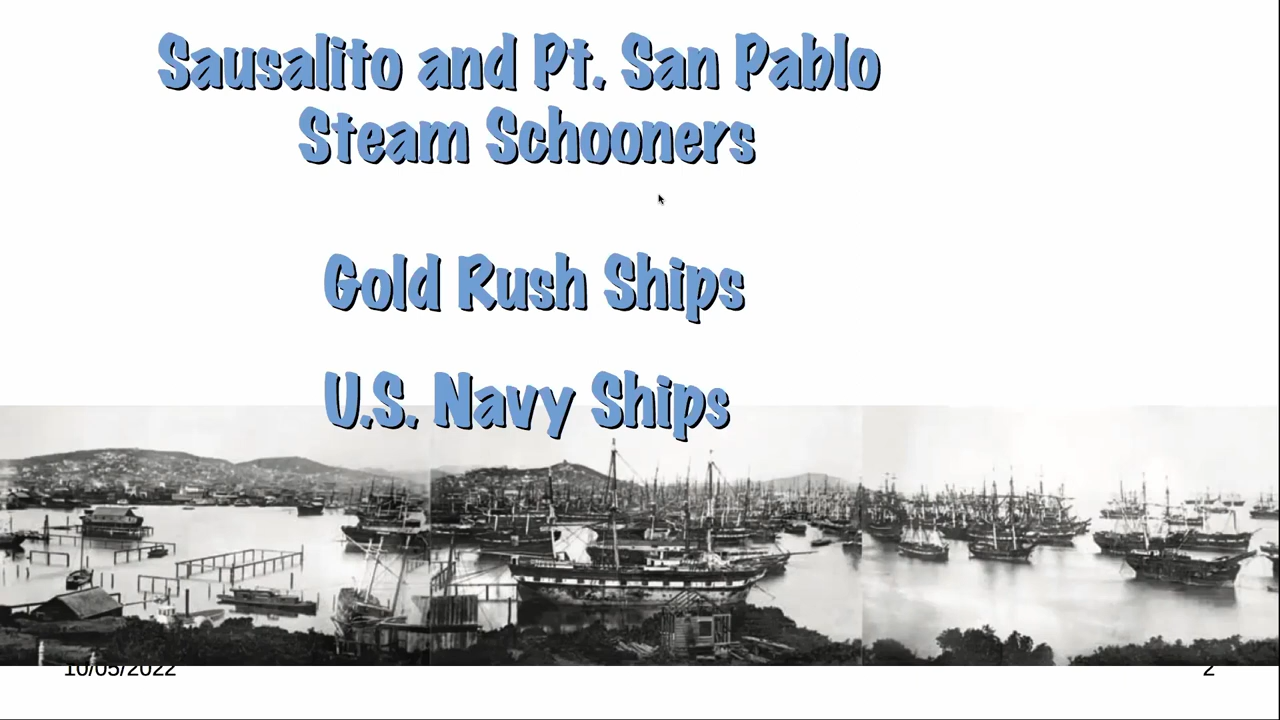 Sausalito and Pt. San Pablo
Steam Schooners
Gold Rush Ships
U.S. Navy Ships
10/05/2022
2